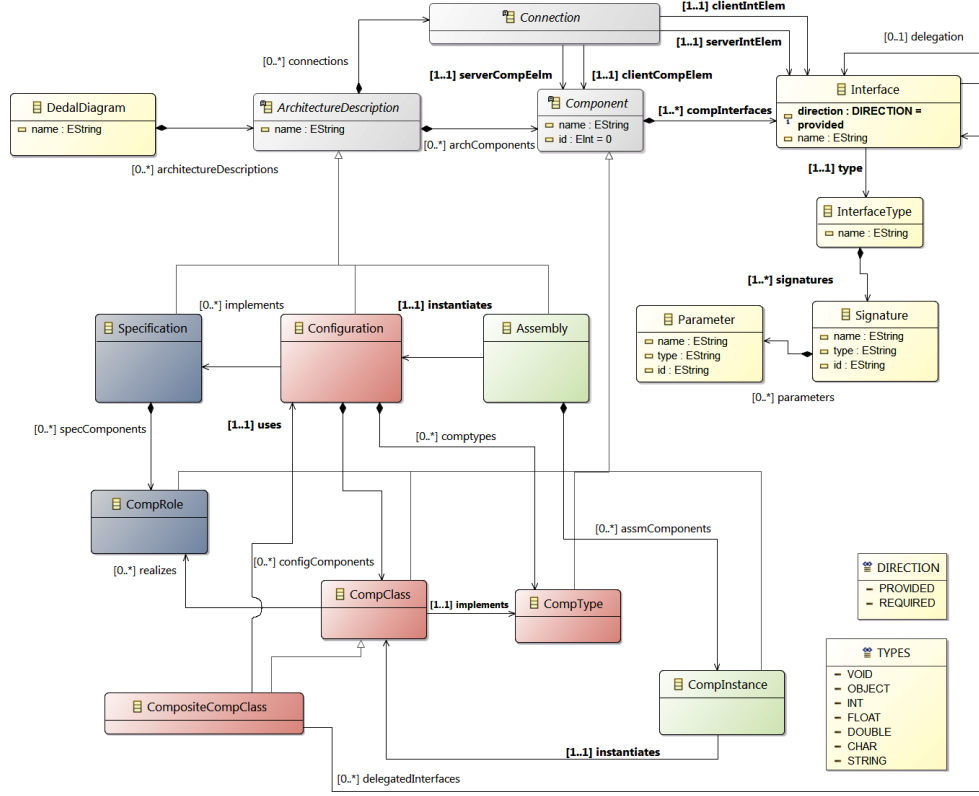 Connection
[1..1] clientIntElem
[1..1] serverIntElem
[0..1] delegation
[0..*] connections
[1..1] serverCompEelm
[1..1] clientCompElem
DedalDiagram
name : EString
ArchitectureDescription
name : EString
Component
name : EString
id : EInt = 0
[1..*] compInterfaces
Interface
direction : DIRECTION =
provided
name : EString
[0..*] archComponents
[0..*] architectureDescriptions
[1..1] type
InterfaceType
name : EString
[1..*] signatures
[0..*] implements
[1..1] instantiates
Specification
Configuration
Assembly
Parameter
name : EString
type : EString
id : EString
Signature
name : EString
type : EString
id : EString
[0..*] parameters
[0..*] specComponents
[1..1] uses
[0..*] comptypes
CompRole
[0..*] assmComponents
[0..*] realizes
[0..*] configComponents
CompClass
[1..1] implements
CompType
DIRECTION
PROVIDED
REQUIRED
TYPES
VOID
OBJECT
INT
FLOAT
DOUBLE
CHAR
STRING
CompInstance
CompositeCompClass
[1..1] instantiates
[0..*] delegatedInterfaces